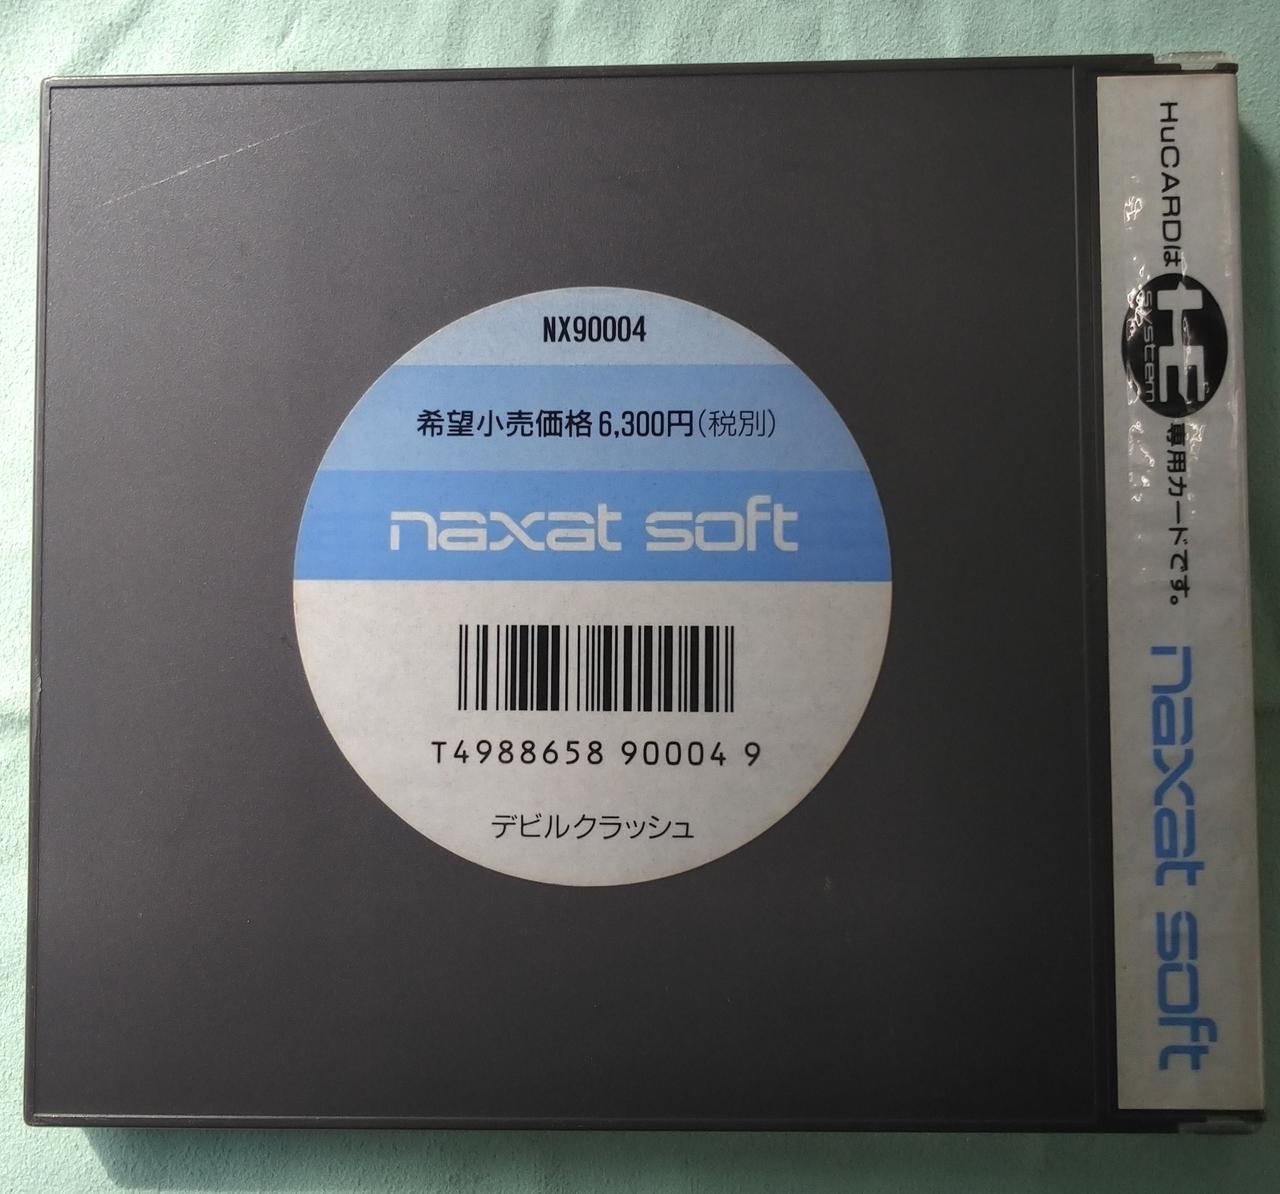 NX90004
希望小売価格6,300円(税別)
naxat soft
T4988658 90004 9
デビルクラッシュ
HuCARDは HE system 専用カードです。
naxat soft